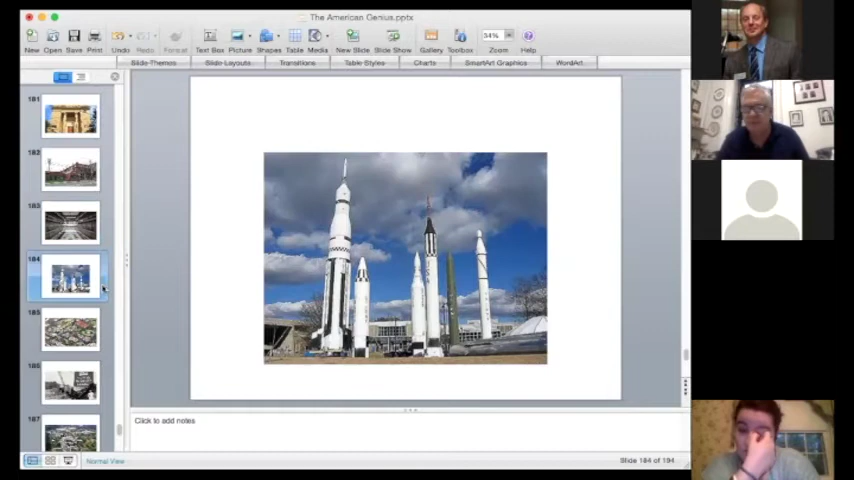 The American Genius.pptx
New Open Save Print Undo Redo Format Text Box Picture Shapes Table Media New Slide Slide Show Gallery Toolbox Zoom Help
34%
Slide Themes Slide Layouts Transitions Table Styles Charts SmartArt Graphics WordArt
181
182
183
184
185
186
187
Click to add notes
Normal View
Slide 184 of 194